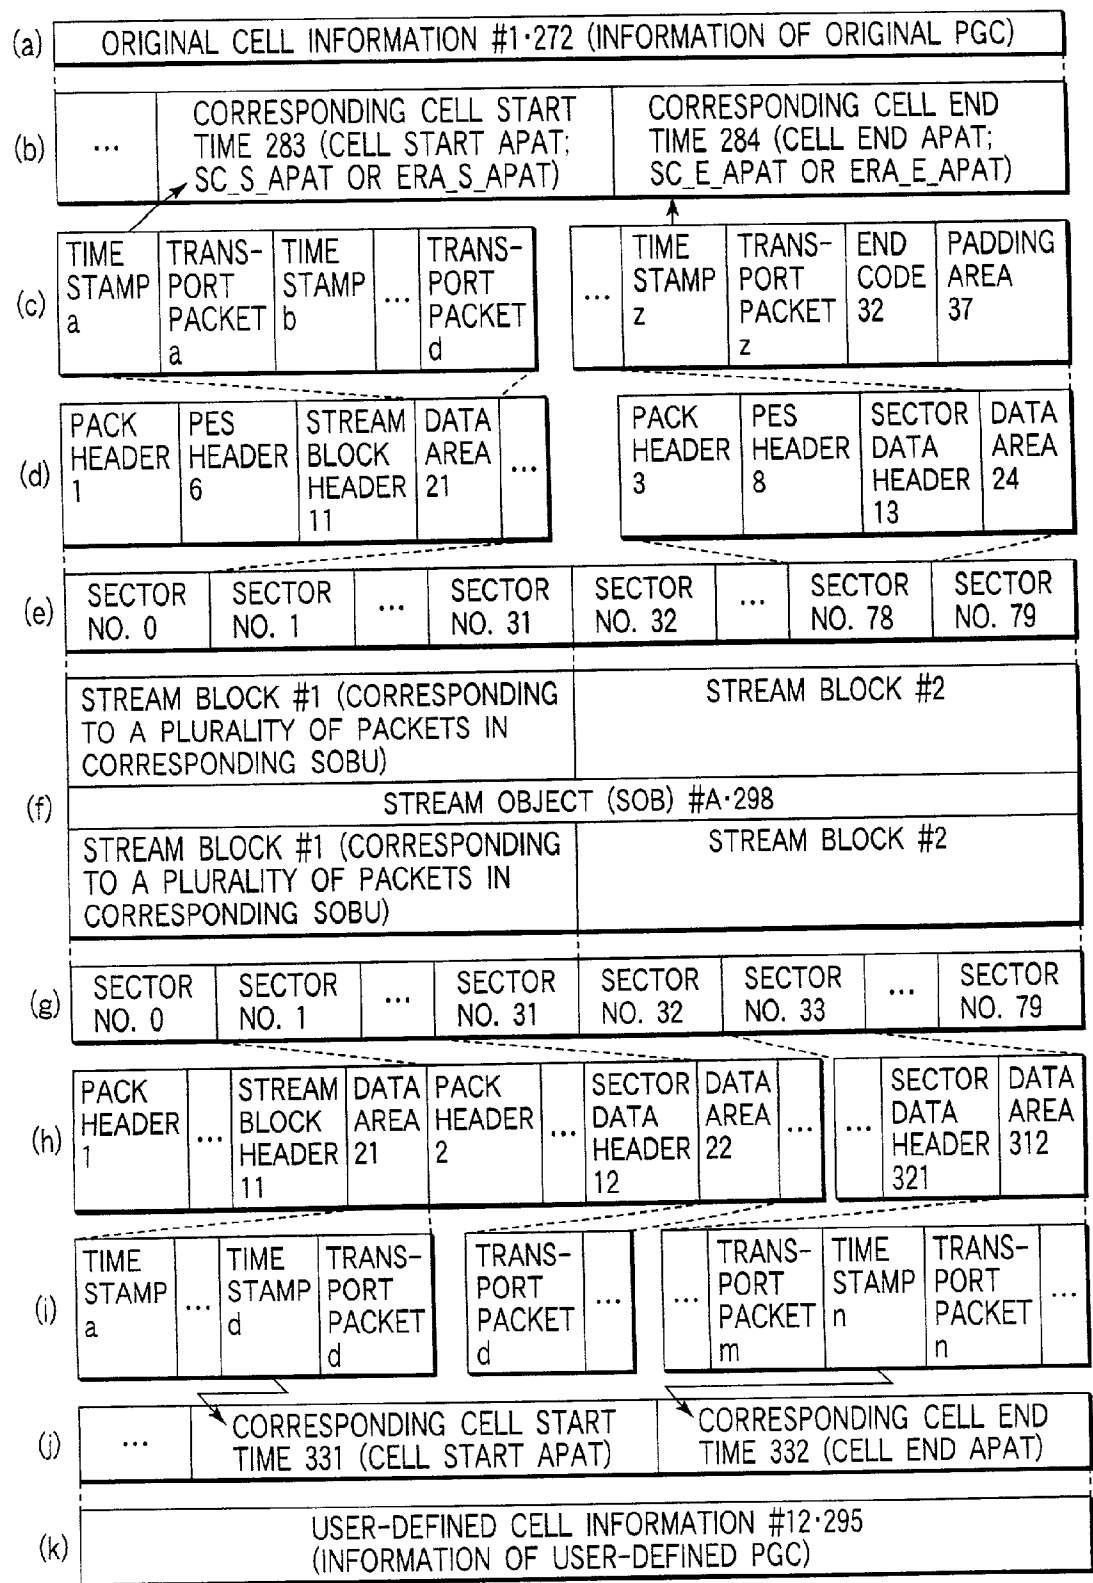 (a) ORIGINAL CELL INFORMATION #1·272 (INFORMATION OF ORIGINAL PGC)
(b)
...
CORRESPONDING CELL START
TIME 283 (CELL START APAT;
SC_S_APAT OR ERA_S_APAT)
CORRESPONDING CELL END
TIME 284 (CELL END APAT;
SC_E_APAT OR ERA_E_APAT)
(c)
TIME
STAMP
a
TRANS-
PORT
PACKET
a
TIME
STAMP
b
...
TRANS-
PORT
PACKET
d
...
TIME
STAMP
z
TRANS-
PORT
PACKET
z
END
CODE
32
PADDING
AREA
37
(d)
PACK
HEADER
1
PES
HEADER
6
STREAM
BLOCK
HEADER
11
DATA
AREA
21
...
PACK
HEADER
3
PES
HEADER
8
SECTOR
DATA
HEADER
13
DATA
AREA
24
(e)
SECTOR
NO. 0
SECTOR
NO. 1
...
SECTOR
NO. 31
SECTOR
NO. 32
...
SECTOR
NO. 78
SECTOR
NO. 79
(f)
STREAM BLOCK #1 (CORRESPONDING
TO A PLURALITY OF PACKETS IN
CORRESPONDING SOBU)
STREAM BLOCK #2
STREAM OBJECT (SOB) #A·298
STREAM BLOCK #1 (CORRESPONDING
TO A PLURALITY OF PACKETS IN
CORRESPONDING SOBU)
STREAM BLOCK #2
(g)
SECTOR
NO. 0
SECTOR
NO. 1
...
SECTOR
NO. 31
SECTOR
NO. 32
SECTOR
NO. 33
...
SECTOR
NO. 79
(h)
PACK
HEADER
1
...
STREAM
BLOCK
HEADER
11
DATA
AREA
21
PACK
HEADER
2
...
SECTOR
DATA
HEADER
12
DATA
AREA
22
...
...
SECTOR
DATA
HEADER
321
DATA
AREA
312
(i)
TIME
STAMP
a
...
TIME
STAMP
d
TRANS-
PORT
PACKET
d
TRANS-
PORT
PACKET
d
...
...
TRANS-
PORT
PACKET
m
TIME
STAMP
n
TRANS-
PORT
PACKET
n
...
(j)
...
CORRESPONDING CELL START
TIME 331 (CELL START APAT)
CORRESPONDING CELL END
TIME 332 (CELL END APAT)
(k)
USER-DEFINED CELL INFORMATION #12·295
(INFORMATION OF USER-DEFINED PGC)